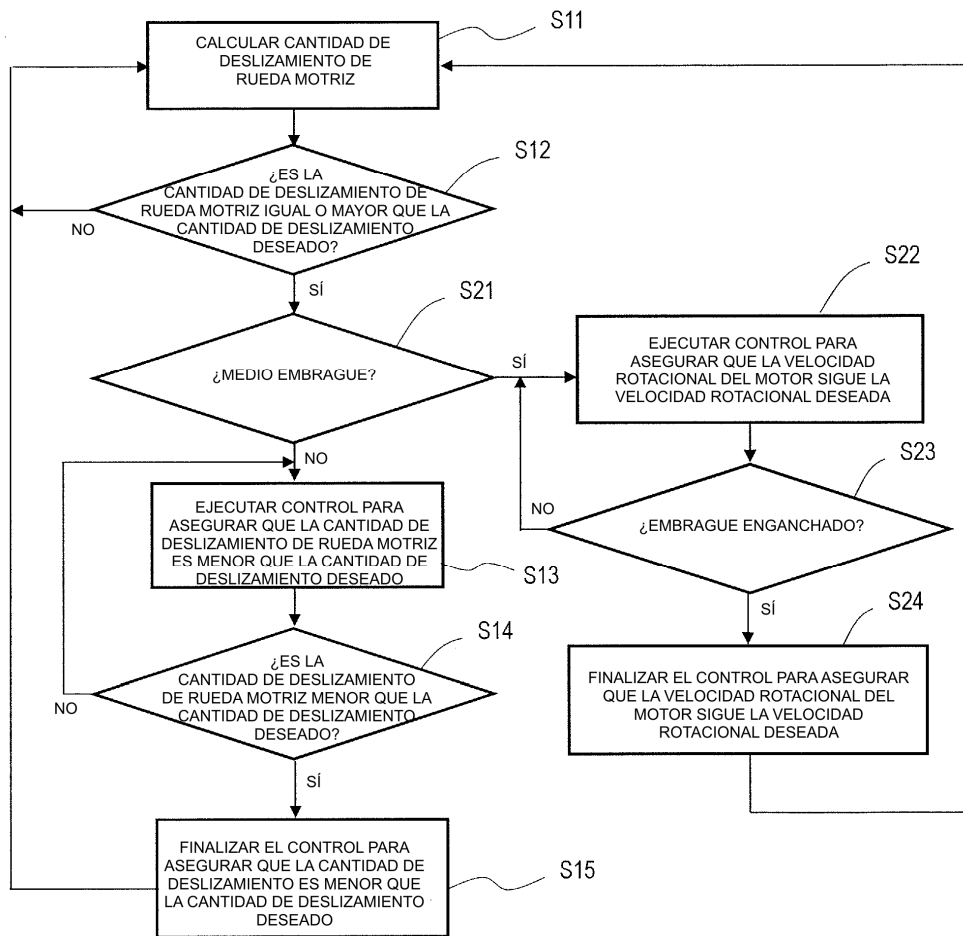 S11
CALCULAR CANTIDAD DE
DESLIZAMIENTO DE
RUEDA MOTRIZ
S12
¿ES LA
CANTIDAD DE DESLIZAMIENTO DE
RUEDA MOTRIZ IGUAL O MAYOR QUE LA
CANTIDAD DE DESLIZAMIENTO
DESEADO?
NO
SÍ
S21
¿MEDIO EMBRAGUE?
SÍ
NO
S22
EJECUTAR CONTROL PARA
ASEGURAR QUE LA VELOCIDAD
ROTACIONAL DEL MOTOR SIGUE LA
VELOCIDAD ROTACIONAL DESEADA
S23
¿EMBRAGUE ENGANCHADO?
NO
SÍ
S13
EJECUTAR CONTROL PARA
ASEGURAR QUE LA CANTIDAD DE
DESLIZAMIENTO DE RUEDA MOTRIZ
ES MENOR QUE LA CANTIDAD DE
DESLIZAMIENTO DESEADO
S14
¿ES LA
CANTIDAD DE DESLIZAMIENTO
DE RUEDA MOTRIZ MENOR QUE LA
CANTIDAD DE DESLIZAMIENTO
DESEADO?
NO
SÍ
S24
FINALIZAR EL CONTROL PARA ASEGURAR
QUE LA VELOCIDAD ROTACIONAL DEL
MOTOR SIGUE LA VELOCIDAD
ROTACIONAL DESEADA
S15
FINALIZAR EL CONTROL PARA
ASEGURAR QUE LA CANTIDAD DE
DESLIZAMIENTO ES MENOR QUE
LA CANTIDAD DE DESLIZAMIENTO
DESEADO